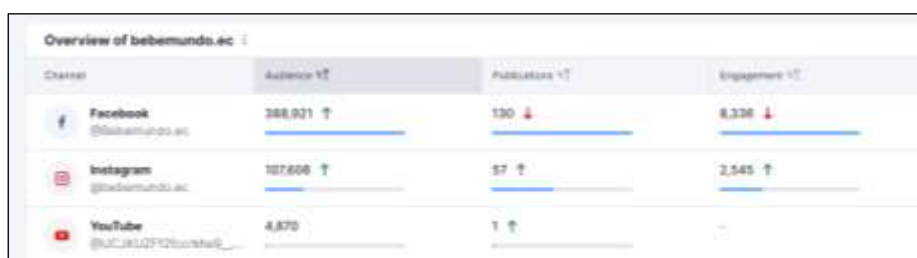 Overview of bebemundo.ec
Channel Audience Publications Engagement
Facebook 388,921 130 8,336
@Bebemundo.ec
Instagram 107,608 57 2,545
@bebemundo.ec
YouTube 4,870 1 -